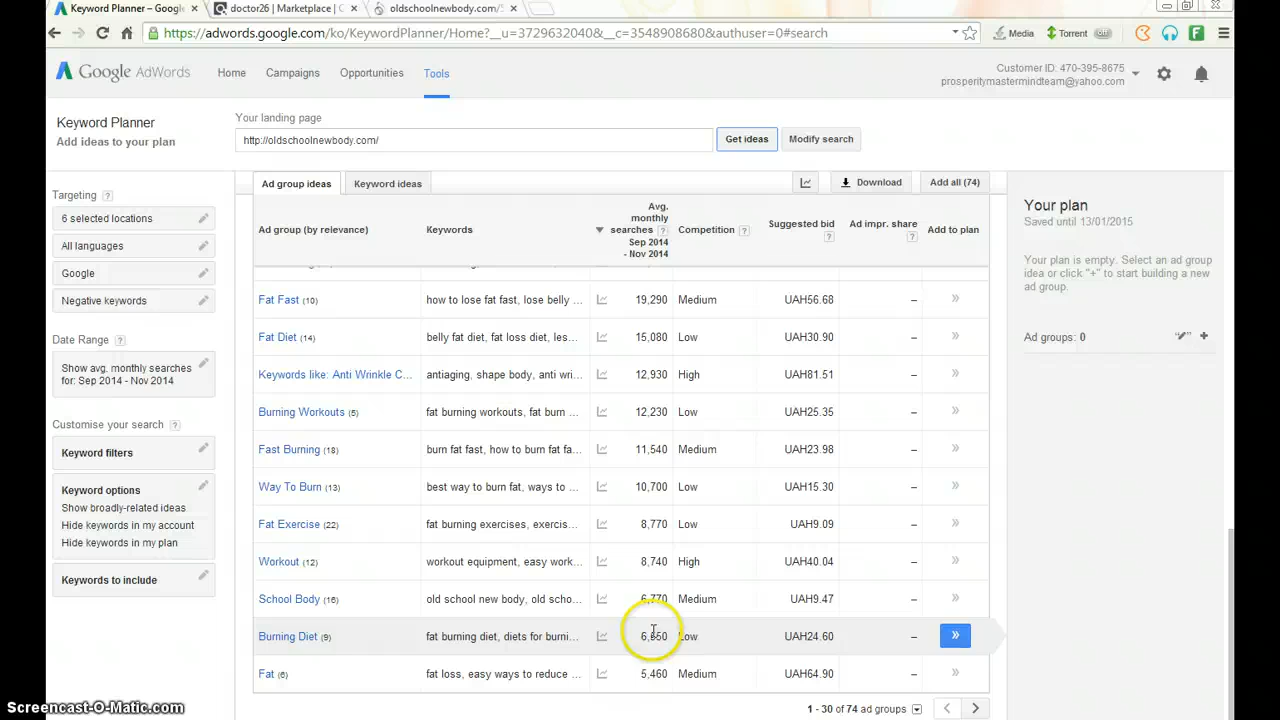 Keyword Planner – Googl
doctor26 | Marketplace | C
oldschoolnewbody.com/
https://adwords.google.com/ko/KeywordPlanner/Home?__u=3729632040&__c=3548908680&authuser=0#search
Media
Torrent
Google AdWords
Home
Campaigns
Opportunities
Tools
Customer ID: 470-395-8675
prosperitymastermindteam@yahoo.com
Keyword Planner
Add ideas to your plan
Your landing page
http://oldschoolnewbody.com/
Get ideas
Modify search
Targeting ?
6 selected locations
All languages
Google
Negative keywords
Date Range ?
Show avg. monthly searches
for: Sep 2014 - Nov 2014
Customise your search ?
Keyword filters
Keyword options
Show broadly-related ideas
Hide keywords in my account
Hide keywords in my plan
Keywords to include
Ad group ideas
Keyword ideas
Download
Add all (74)
Ad group (by relevance)
Keywords
Avg.
monthly
searches ?
Sep 2014
- Nov 2014
Competition ?
Suggested bid
?
Ad impr. share
?
Add to plan
Fat Fast (10) how to lose fat fast, lose belly ... 19,290 Medium UAH56.68 – »
Fat Diet (14) belly fat diet, fat loss diet, les... 15,080 Low UAH30.90 – »
Keywords like: Anti Wrinkle C... antiaging, shape body, anti wri... 12,930 High UAH81.51 – »
Burning Workouts (5) fat burning workouts, fat burn ... 12,230 Low UAH25.35 – »
Fast Burning (18) burn fat fast, how to burn fat fa... 11,540 Medium UAH23.98 – »
Way To Burn (13) best way to burn fat, ways to ... 10,700 Low UAH15.30 – »
Fat Exercise (22) fat burning exercises, exercis... 8,770 Low UAH9.09 – »
Workout (12) workout equipment, easy work... 8,740 High UAH40.04 – »
School Body (16) old school new body, old scho... 6,770 Medium UAH9.47 – »
Burning Diet (9) fat burning diet, diets for burni... Low UAH24.60 – »
Fat (6) fat loss, easy ways to reduce ... 5,460 Medium UAH64.90 – »
1 - 30 of 74 ad groups
Your plan
Saved until 13/01/2015
Your plan is empty. Select an ad group
idea or click "+" to start building a new
ad group.
Ad groups: 0
Screencast-O-Matic.com